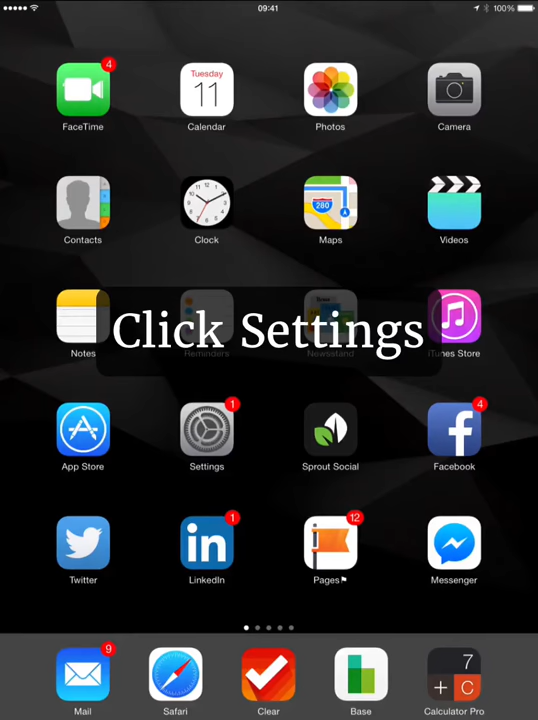 09:41
100%
4
Tuesday
11
FaceTime
Calendar
Photos
Camera
280
Contacts
Clock
Maps
Videos
Click Settings
Notes
Reminders
Newsstand
iTunes Store
1
4
App Store
Settings
Sprout Social
Facebook
1
12
in
Twitter
LinkedIn
Pages
Messenger
9
7
+ C
Mail
Safari
Clear
Base
Calculator Pro